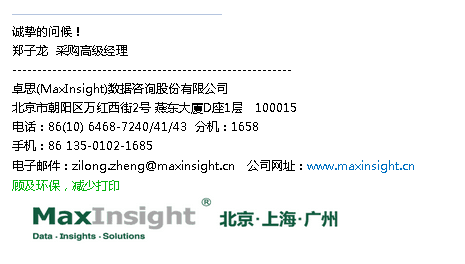 诚挚的问候！
郑子龙 采购高级经理
--------------------------------------------------------
卓思(MaxInsight)数据咨询股份有限公司
北京市朝阳区万红西街2号 燕东大厦D座1层 100015
电话：86(10) 6468-7240/41/43 分机：1658
手机：86 135-0102-1685
电子邮件：zilong.zheng@maxinsight.cn 公司网址：www.maxinsight.cn
顾及环保，减少打印
MaxInsight® 北京·上海·广州
Data - Insights - Solutions